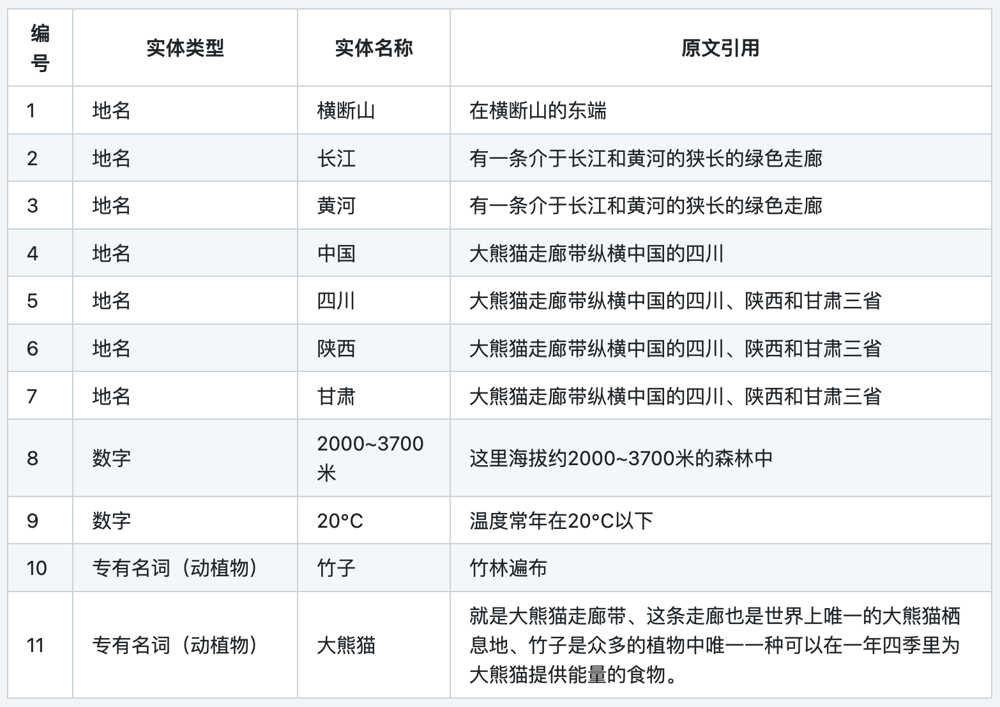 编
号
实体类型
实体名称
原文引用
1
地名
横断山
在横断山的东端
2
地名
长江
有一条介于长江和黄河的狭长的绿色走廊
3
地名
黄河
有一条介于长江和黄河的狭长的绿色走廊
4
地名
中国
大熊猫走廊带纵横中国的四川
5
地名
四川
大熊猫走廊带纵横中国的四川、陕西和甘肃三省
6
地名
陕西
大熊猫走廊带纵横中国的四川、陕西和甘肃三省
7
地名
甘肃
大熊猫走廊带纵横中国的四川、陕西和甘肃三省
8
数字
2000~3700
米
这里海拔约2000~3700米的森林中
9
数字
20°C
温度常年在20°C以下
10
专有名词（动植物）
竹子
竹林遍布
11
专有名词（动植物）
大熊猫
就是大熊猫走廊带、这条走廊也是世界上唯一的大熊猫栖
息地、竹子是众多的植物中唯一一种可以在一年四季里为
大熊猫提供能量的食物。